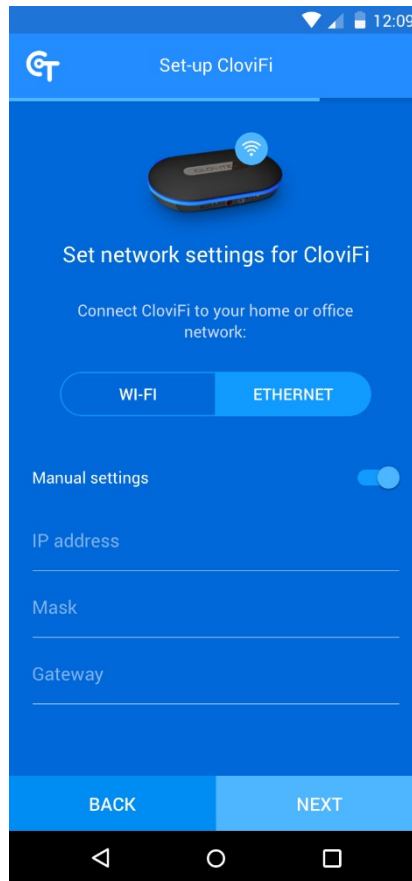 12:09
CT
Set-up CloviFi
Set network settings for CloviFi
Connect CloviFi to your home or office
network:
WI-FI
ETHERNET
Manual settings
IP address
Mask
Gateway
BACK
NEXT